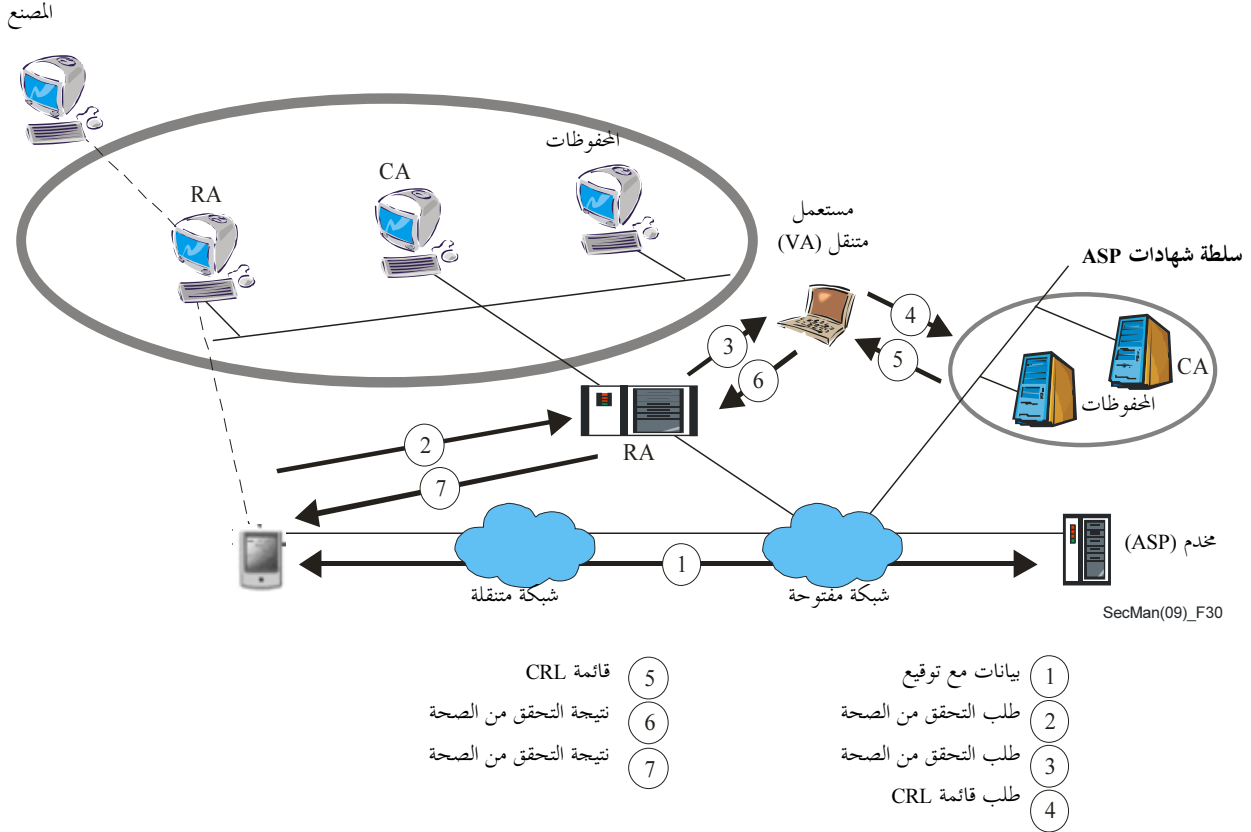 المصنع
المحفوظات
CA
RA
مستعمل
متنقل (VA)
سلطة شهادات ASP
4
3
5
6
CA
المحفوظات
2
RA
7
مخدم (ASP)
1
شبكة متنقلة
شبكة مفتوحة
SecMan(09)_F30
1 بيانات مع توقيع
2 طلب التحقق من الصحة
3 طلب التحقق من الصحة
4 طلب قائمة CRL
5 قائمة CRL
6 نتيجة التحقق من الصحة
7 نتيجة التحقق من الصحة